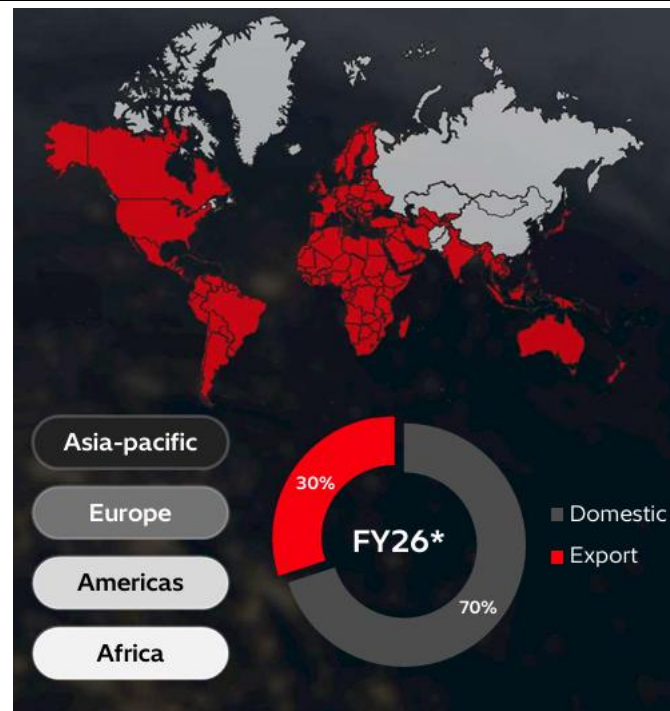 Asia-pacific
Europe
Americas
Africa
30%
FY26*
70%
Domestic
Export